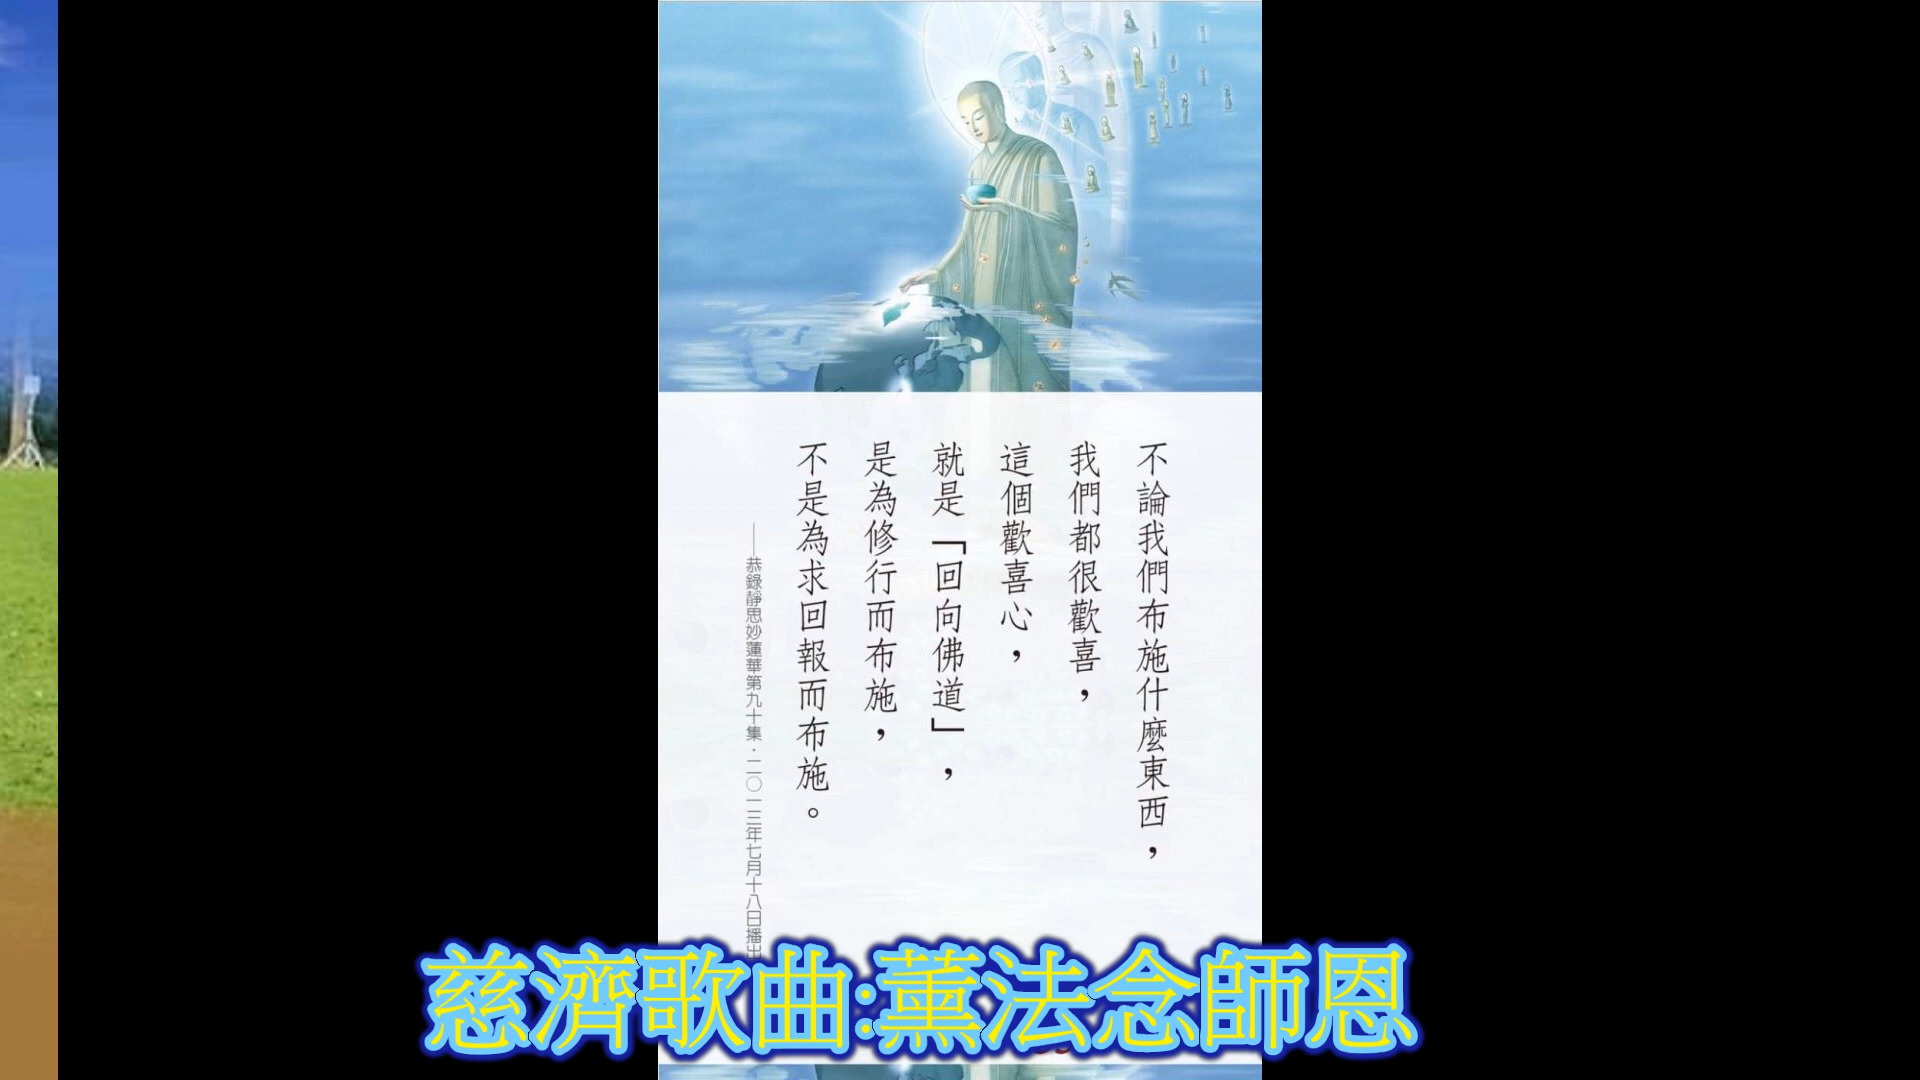 不論我們布施什麼東西，
我們都很歡喜，
這個歡喜心，
就是「回向佛道」，
是為修行而布施，
不是為求回報而布施。
——恭錄靜思妙蓮華第九十集．二〇一三年七月十八日播出
慈濟歌曲:薰法念師恩